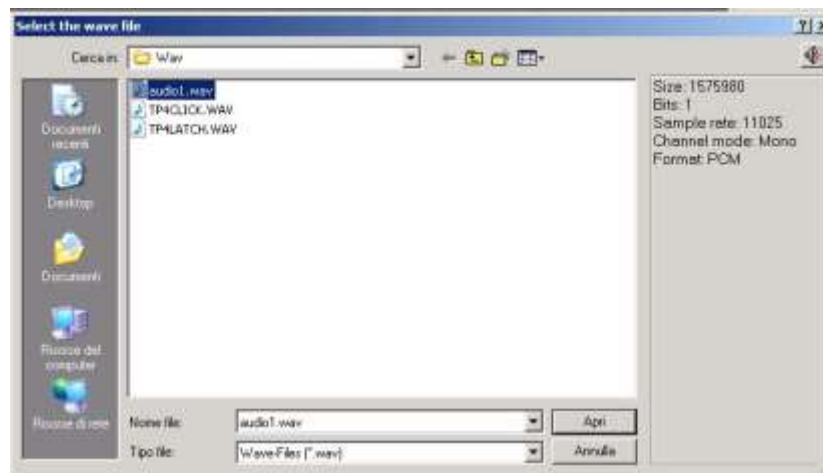 Select the wave file
Cerca in:
Wav
Documenti recenti
Desktop
Documenti
Risorse del computer
Risorse di rete
audio1.wav
TP4CLICK.WAV
TP4LATCH.WAV
Size: 1575980
Bits: 1
Sample rate: 11025
Channel mode: Mono
Format: PCM
Nome file:
audio1.wav
Apri
Tipo file:
Wave-Files (*.wav)
Annulla